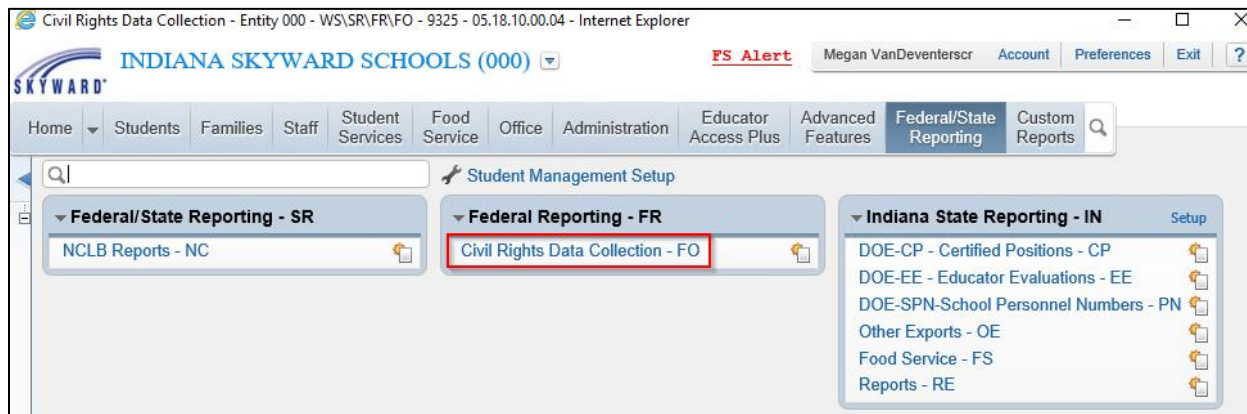 Civil Rights Data Collection - Entity 000 - WS\SR\FR\FO - 9325 - 05.18.10.00.04 - Internet Explorer
SKYWARD
INDIANA SKYWARD SCHOOLS (000)
FS Alert
Megan VanDeventerscr Account Preferences Exit ?
Home Students Families Staff Student Services Food Service Office Administration Educator Access Plus Advanced Features Federal/State Reporting Custom Reports
Student Management Setup
Federal/State Reporting - SR
NCLB Reports - NC
Federal Reporting - FR
Civil Rights Data Collection - FO
Indiana State Reporting - IN Setup
DOE-CP - Certified Positions - CP
DOE-EE - Educator Evaluations - EE
DOE-SPN-School Personnel Numbers - PN
Other Exports - OE
Food Service - FS
Reports - RE